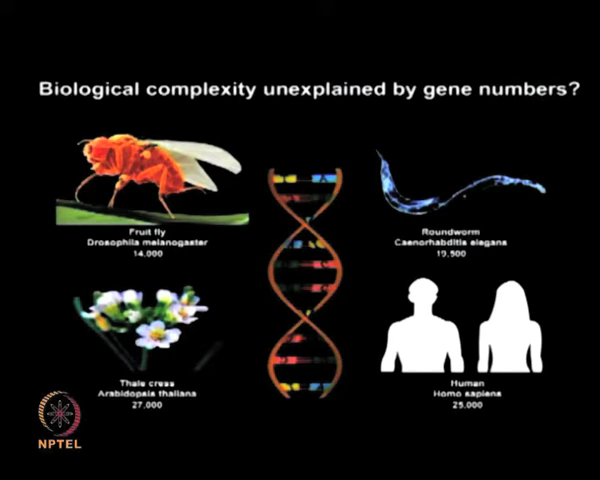 Biological complexity unexplained by gene numbers?
Fruit fly
Drosophila melanogaster
14,000
Roundworm
Caenorhabditis elegans
19,500
Thale cress
Arabidopsis thaliana
27,000
Human
Homo sapiens
25,000
NPTEL